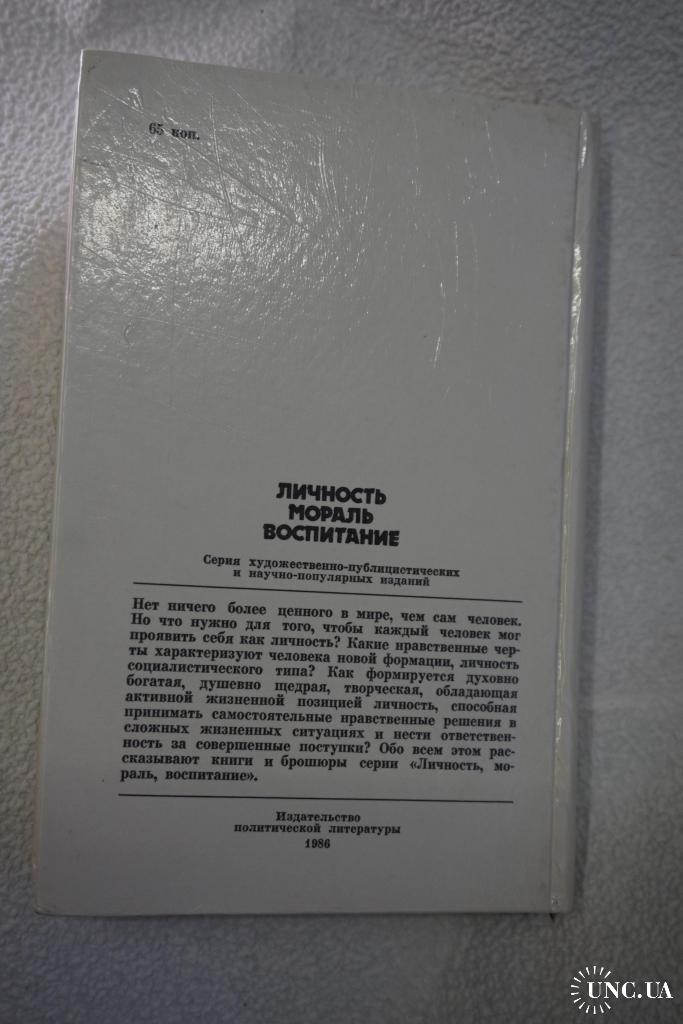 65 коп.
ЛИЧНОСТЬ
МОРАЛЬ
ВОСПИТАНИЕ
Серия художественно-публицистических
и научно-популярных изданий
Нет ничего более ценного в мире, чем сам человек.
Но что нужно для того, чтобы каждый человек мог
проявить себя как личность? Какие нравственные чер-
ты характеризуют человека новой формации, личность
социалистического типа? Как формируется духовно
богатая, душевно щедрая, творческая, обладающая
активной жизненной позицией личность, способная
принимать самостоятельные нравственные решения в
сложных жизненных ситуациях и нести ответствен-
ность за совершенные поступки? Обо всем этом рас-
сказывают книги и брошюры серии «Личность, мо-
раль, воспитание».
Издательство
политической литературы
1986
UNC.UA